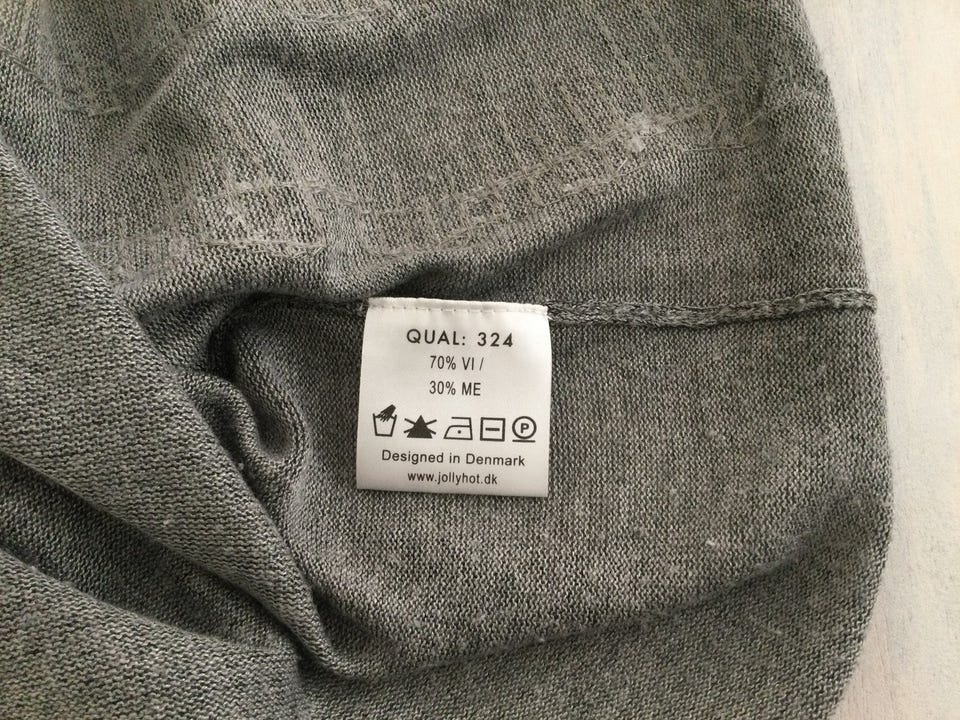 QUAL: 324
70% VI /
30% ME
P
Designed in Denmark
www.jollyhot.dk